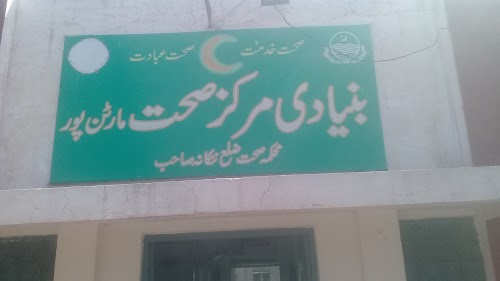 صحت خدمت صحت عبادت
بنیادی مرکز صحت مارٹن پور
محکمہ صحت ضلع ننکانہ صاحب